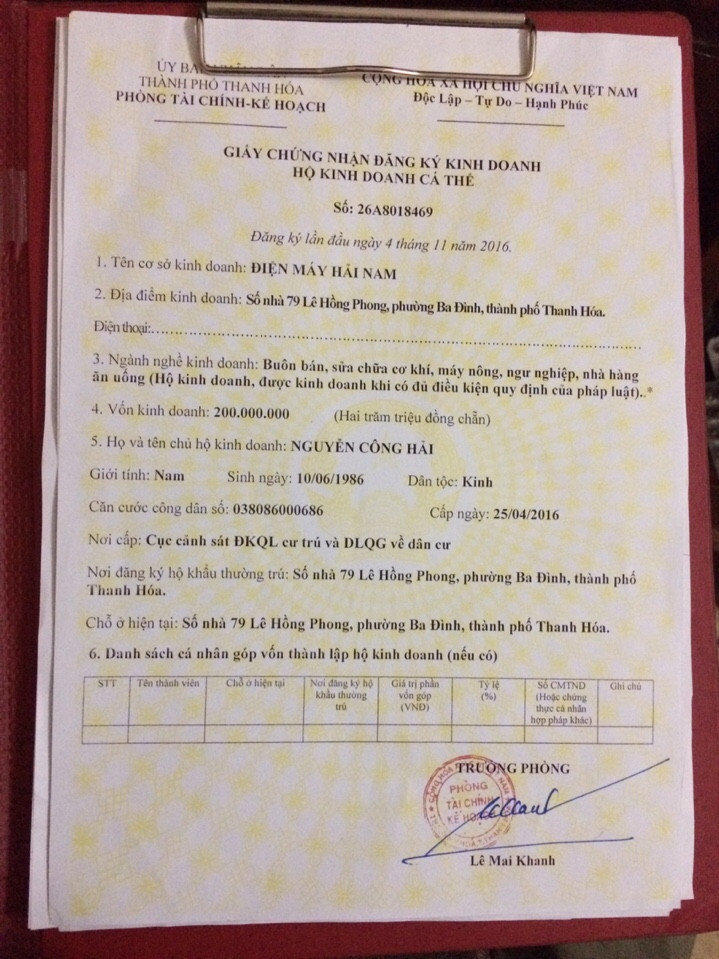 ỦY BA
THÀNH PHỐ THANH HÓA
PHÒNG TÀI CHÍNH-KẾ HOẠCH
CỘNG HÒA XÃ HỘI CHỦ NGHĨA VIỆT NAM
Độc Lập – Tự Do – Hạnh Phúc
GIẤY CHỨNG NHẬN ĐĂNG KÝ KINH DOANH
HỘ KINH DOANH CÁ THỂ
Số: 26A8018469
Đăng ký lần đầu ngày 4 tháng 11 năm 2016.
1. Tên cơ sở kinh doanh: ĐIỆN MÁY HẢI NAM
2. Địa điểm kinh doanh: Số nhà 79 Lê Hồng Phong, phường Ba Đình, thành phố Thanh Hóa.
Điện thoại:……………………………………………………………………
3. Ngành nghề kinh doanh: Buôn bán, sửa chữa cơ khí, máy nông, ngư nghiệp, nhà hàng
ăn uống (Hộ kinh doanh, được kinh doanh khi có đủ điều kiện quy định của pháp luật)..*
4. Vốn kinh doanh: 200.000.000 (Hai trăm triệu đồng chẵn)
5. Họ và tên chủ hộ kinh doanh: NGUYỄN CÔNG HẢI
Giới tính: Nam Sinh ngày: 10/06/1986 Dân tộc: Kinh
Căn cước công dân số: 038086000686 Cấp ngày: 25/04/2016
Nơi cấp: Cục cảnh sát ĐKQL cư trú và DLQG về dân cư
Nơi đăng ký hộ khẩu thường trú: Số nhà 79 Lê Hồng Phong, phường Ba Đình, thành phố
Thanh Hóa.
Chỗ ở hiện tại: Số nhà 79 Lê Hồng Phong, phường Ba Đình, thành phố Thanh Hóa.
6. Danh sách cá nhân góp vốn thành lập hộ kinh doanh (nếu có)
STT
Tên thành viên
Chỗ ở hiện tại
Nơi đăng ký hộ
khẩu thường
trú
Giá trị phần
vốn góp
(VNĐ)
Tỷ lệ
(%)
Số CMTND
(Hoặc chứng
thực cá nhân
hợp pháp khác)
Ghi chú
TRƯỞNG PHÒNG
PHÒNG
TÀI CHÍNH
KẾ HOẠCH
Lê Mai Khanh